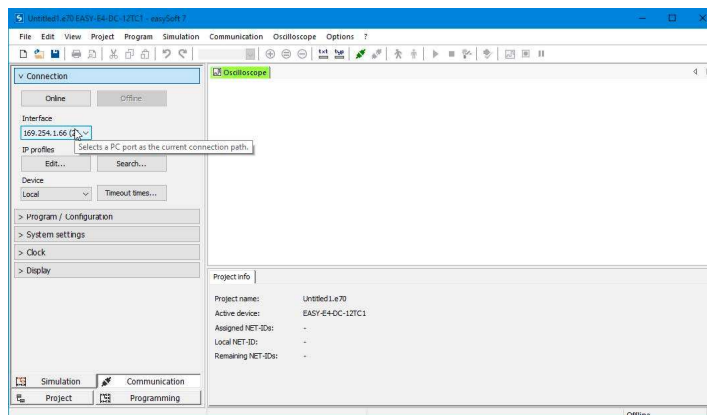 Untitled1.e70 EASY-E4-DC-12TC1 - easySoft 7
File Edit View Project Program Simulation Communication Oscilloscope Options ?
txt typ
Connection
Oscilloscope
Online Offline
Interface
169.254.1.66
Selects a PC port as the current connection path.
IP profiles
Edit... Search...
Device
Local Timeout times...
> Program / Configuration
> System settings
> Clock
> Display
Project info
Project name: Untitled1.e70
Active device: EASY-E4-DC-12TC1
Assigned NET-IDs: -
Local NET-ID: -
Remaining NET-IDs: -
Simulation Communication
Project Programming
Offline